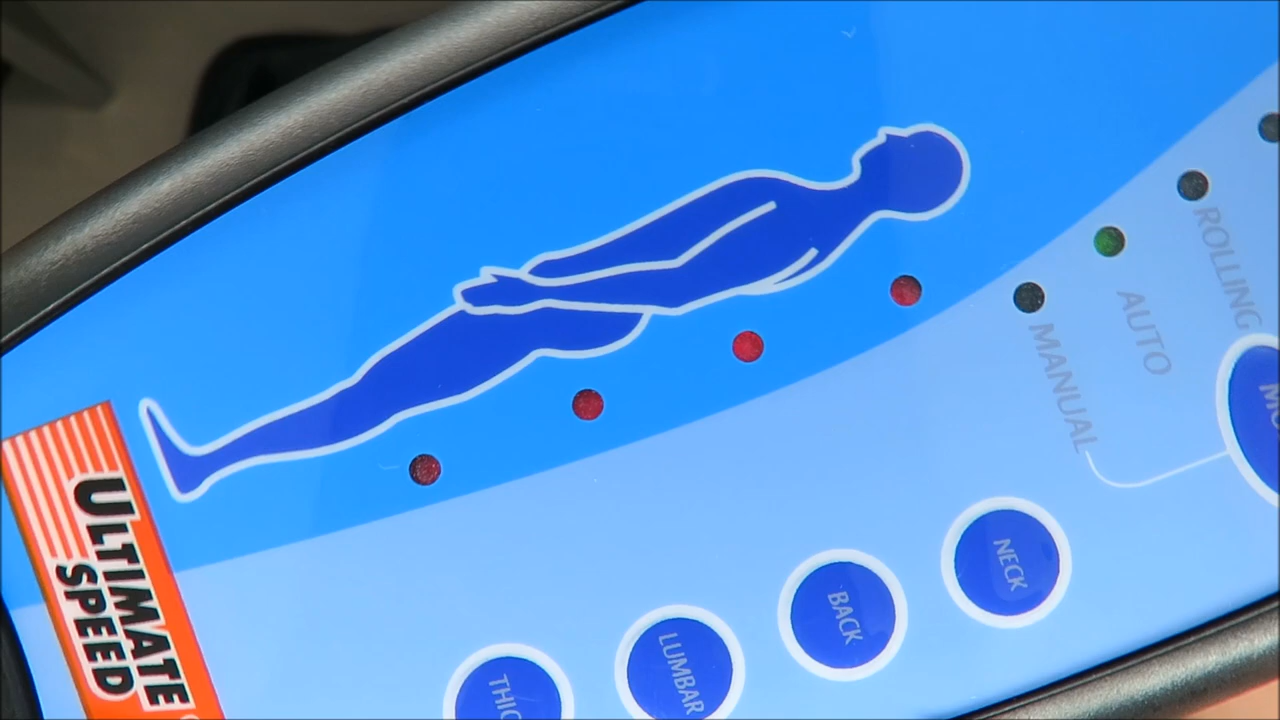 ROLLING
AUTO
MANUAL
NECK
BACK
LUMBAR
ULTIMATE
SPEED